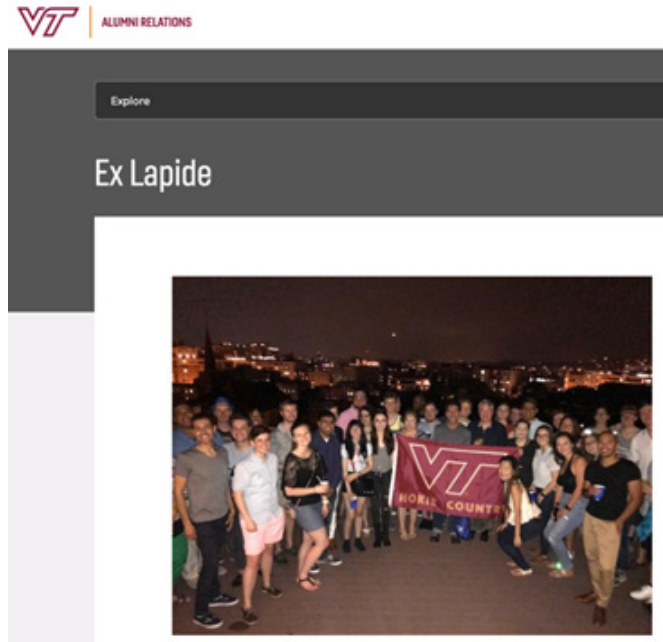 VT
ALUMNI RELATIONS
Explore
Ex Lapide
VT
HOKIE COUNTRY